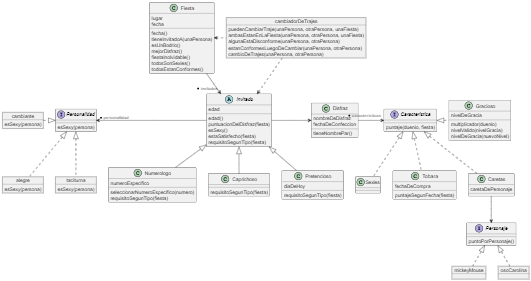 Fiesta
lugar
fecha
fecha()
tieneInvitadoA(unaPersona)
esUnBodrio()
mejorDisfraz()
fiestaInolvidable()
todosSonSexies()
todosEstanConformes()
cambiadorDeTrajes
puedenCambiarTraje(unaPersona, otraPersona, unaFiesta)
ambasEstanEnLaFiesta(unaPersona, otraPersona, unaFiesta)
algunaEstaDisconforme(unaPersona, otraPersona)
estanConformesLuegoDeCambiar(unaPersona, otraPersona)
cambioDeTrajes(unaPersona, otraPersona)
invitados
Invitado
edad
edad()
puntuacionDelDisfraz(fiesta)
esSexy()
estaSatisfecho(fiesta)
requisitoSegunTipo(fiesta)
cambiante
esSexy(persona)
Personalidad
esSexy(persona)
personalidad
alegre
esSexy(persona)
taciturna
esSexy(persona)
Disfraz
nombreDeDisfraz
fechaDeConfeccion
tieneNombrePar()
caracteristicas
Caracteristica
puntaje(duenio, fiesta)
Gracioso
nivelDeGracia
multiplicador(duenio)
nivelValido(nivelGracia)
nivelDeGracia(nuevoNivel)
Numerologo
numeroEspecifico
seleccionarNumeroEspecifico(numero)
requisitoSegunTipo(fiesta)
Caprichoso
requisitoSegunTipo(fiesta)
Pretencioso
diaDeHoy
requisitoSegunTipo(fiesta)
Sexies
Tobara
fechaDeCompra
puntajeSegunFecha(fiesta)
Caretas
caretaDePersonaje
Personaje
puntoPorPersonaje()
mickeyMouse
osoCarolina